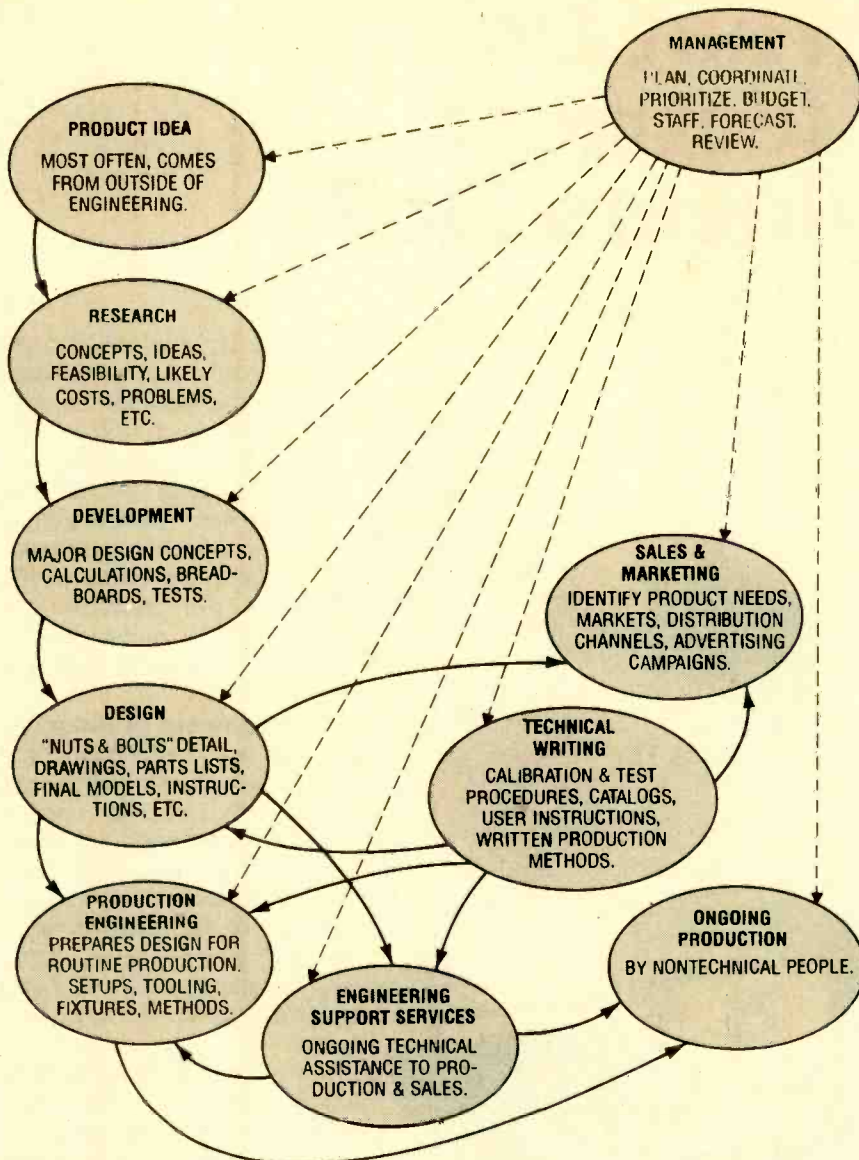 MANAGEMENT
PLAN, COORDINATE,
PRIORITIZE, BUDGET,
STAFF, FORECAST,
REVIEW.
PRODUCT IDEA
MOST OFTEN, COMES
FROM OUTSIDE OF
ENGINEERING.
RESEARCH
CONCEPTS, IDEAS,
FEASIBILITY, LIKELY
COSTS, PROBLEMS,
ETC.
DEVELOPMENT
MAJOR DESIGN CONCEPTS,
CALCULATIONS, BREAD-
BOARDS, TESTS.
SALES &
MARKETING
IDENTIFY PRODUCT NEEDS,
MARKETS, DISTRIBUTION
CHANNELS, ADVERTISING
CAMPAIGNS.
DESIGN
"NUTS & BOLTS" DETAIL,
DRAWINGS, PARTS LISTS,
FINAL MODELS, INSTRUC-
TIONS, ETC.
TECHNICAL
WRITING
CALIBRATION & TEST
PROCEDURES, CATALOGS,
USER INSTRUCTIONS,
WRITTEN PRODUCTION
METHODS.
PRODUCTION
ENGINEERING
PREPARES DESIGN FOR
ROUTINE PRODUCTION.
SETUPS, TOOLING,
FIXTURES, METHODS.
ENGINEERING
SUPPORT SERVICES
ONGOING TECHNICAL
ASSISTANCE TO PRO-
DUCTION & SALES.
ONGOING
PRODUCTION
BY NONTECHNICAL PEOPLE.